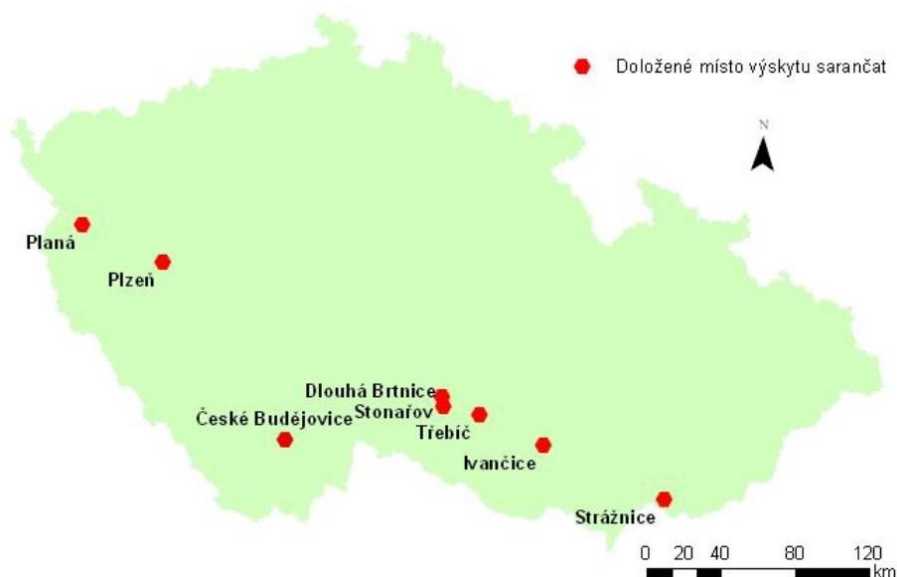 Doložené místo výskytu sarančat
N
Planá
Plzeň
Dlouhá Brtnice
Stonařov
České Budějovice
Třebíč
Ivančice
Strážnice
0 20 40 80 120
km